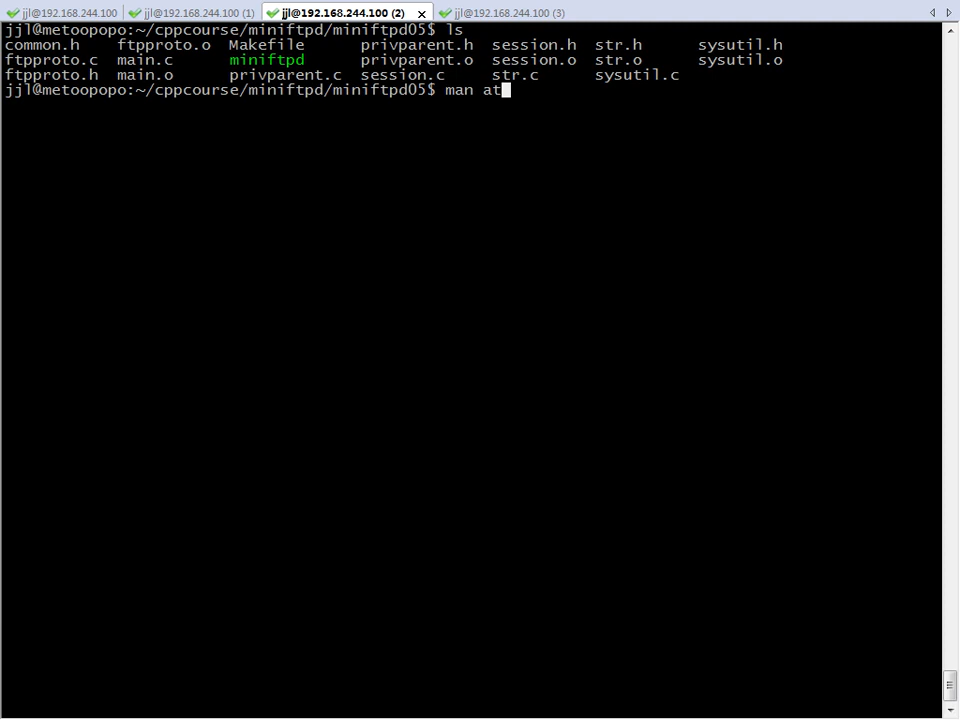 jjl@192.168.244.100 jjl@192.168.244.100 (1) jjl@192.168.244.100 (2) jjl@192.168.244.100 (3)
jjl@metoopopo:~/cppcourse/miniftpd/miniftpd05$ ls
common.h ftpproto.o Makefile privparent.h session.h str.h sysutil.h
ftpproto.c main.c miniftpd privparent.o session.o str.o sysutil.o
ftpproto.h main.o privparent.c session.c str.c sysutil.c
jjl@metoopopo:~/cppcourse/miniftpd/miniftpd05$ man at